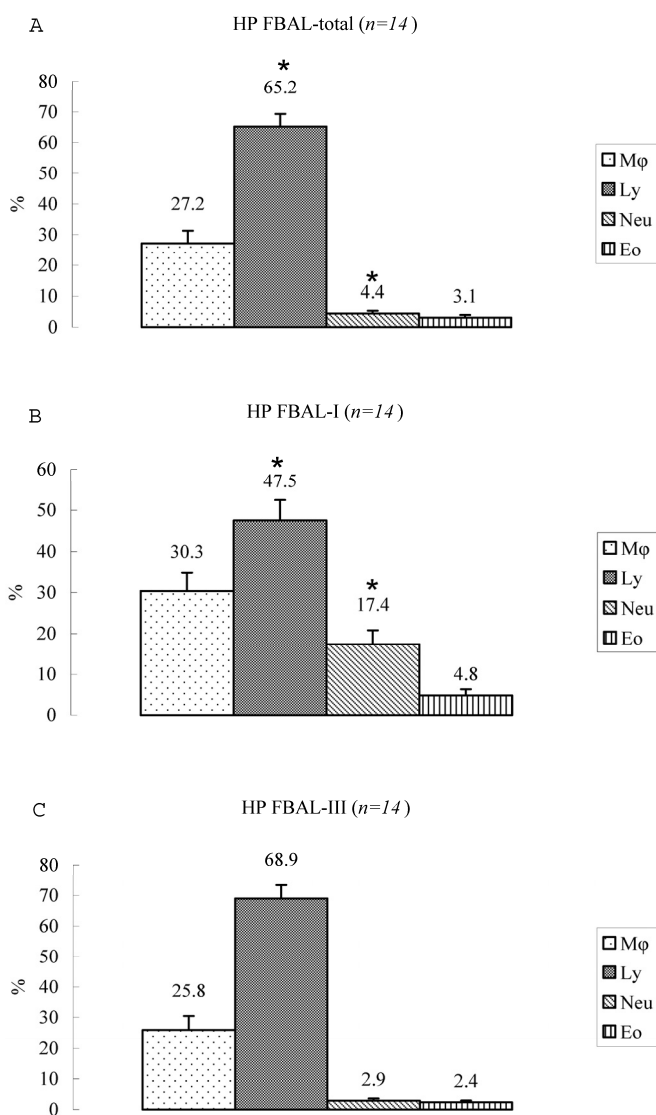 A
HP FBAL-total (n=14)
%
80
70
60
50
40
30
20
10
0
27.2
*
65.2
*
4.4
3.1
Mφ
Ly
Neu
Eo
B
HP FBAL-I (n=14)
%
60
50
40
30
20
10
0
30.3
*
47.5
*
17.4
4.8
Mφ
Ly
Neu
Eo
C
HP FBAL-III (n=14)
%
80
70
60
50
40
30
20
10
0
25.8
68.9
2.9
2.4
Mφ
Ly
Neu
Eo